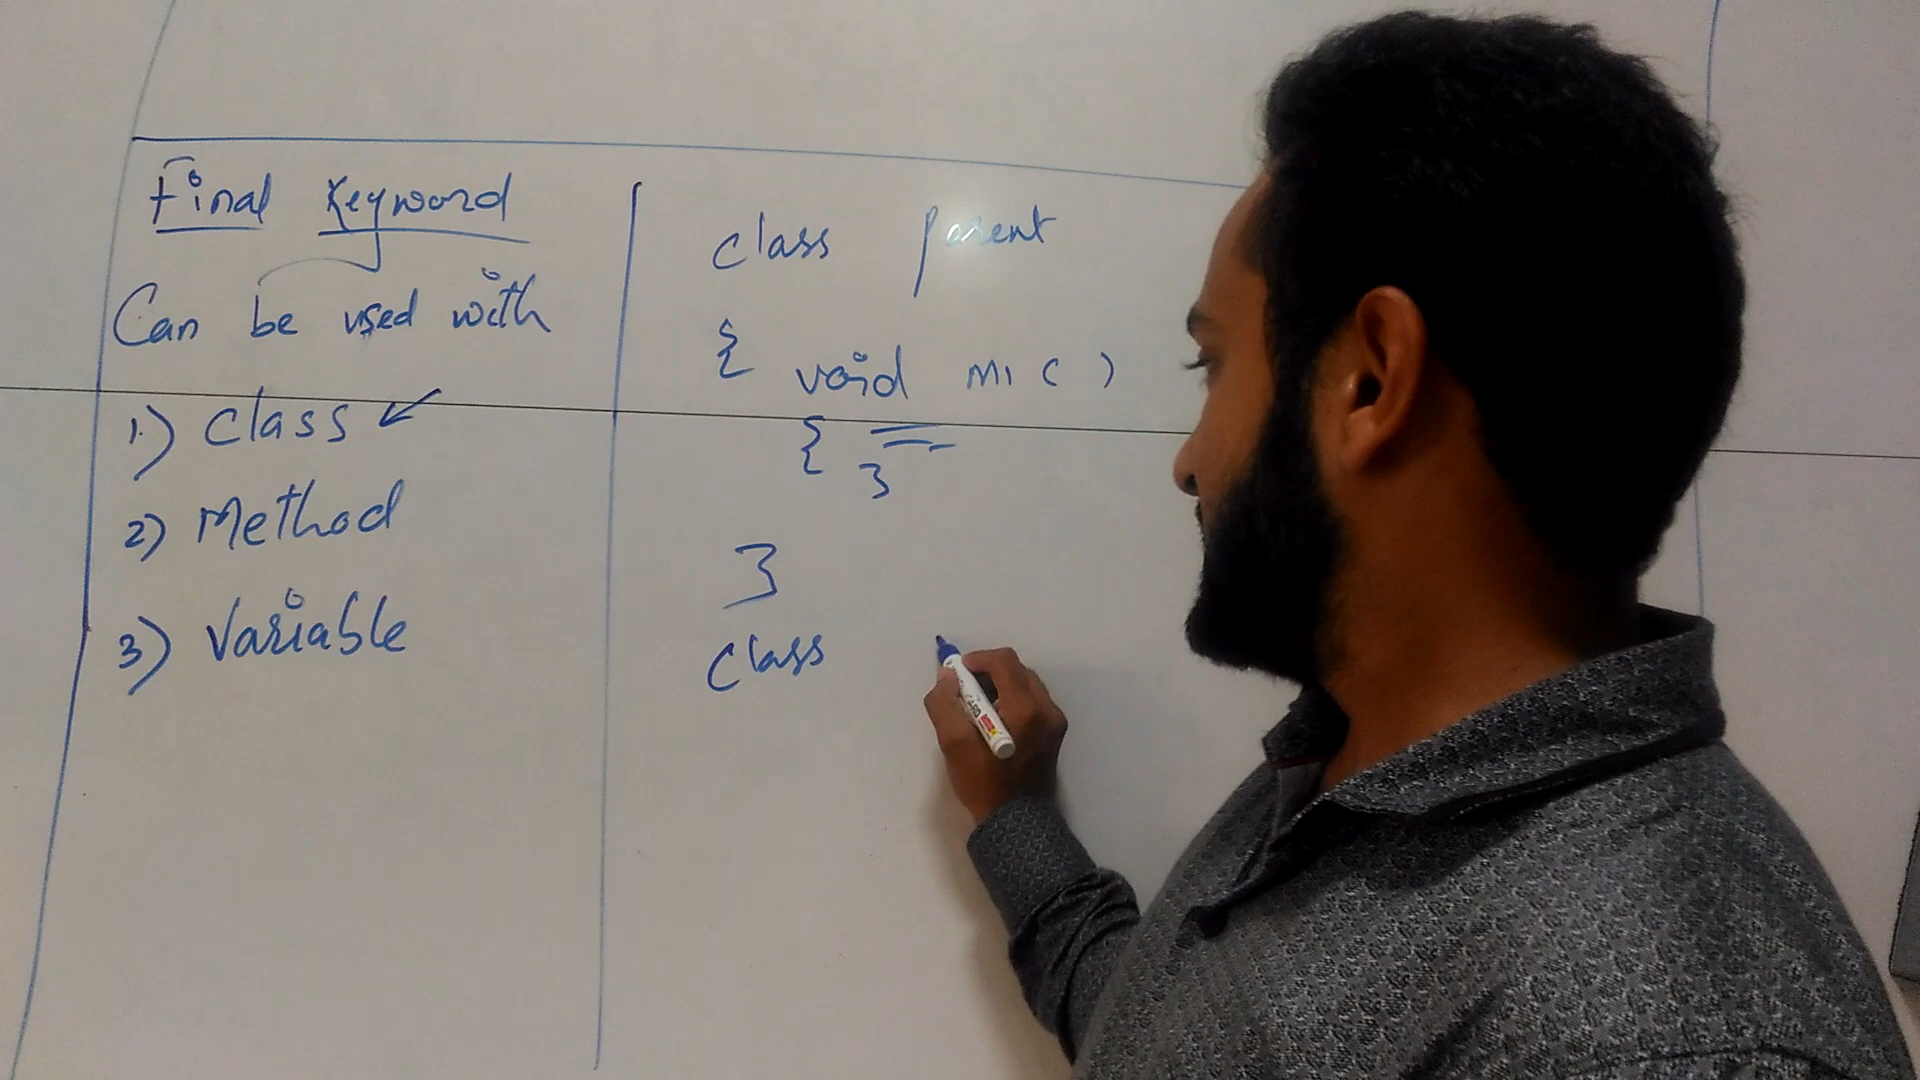 Final Keyword
Can be used with
1.) class
2) Method
3) Variable
class parent
{ void m1 ( )
{
}
}
class